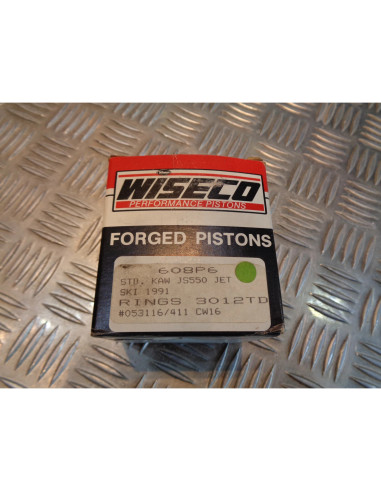 WISECO
PERFORMANCE PISTONS
FORGED PISTONS
608P6
STD. KAW JS550 JET
SKI 1991
RINGS 3012TD
#053116/411 CW16